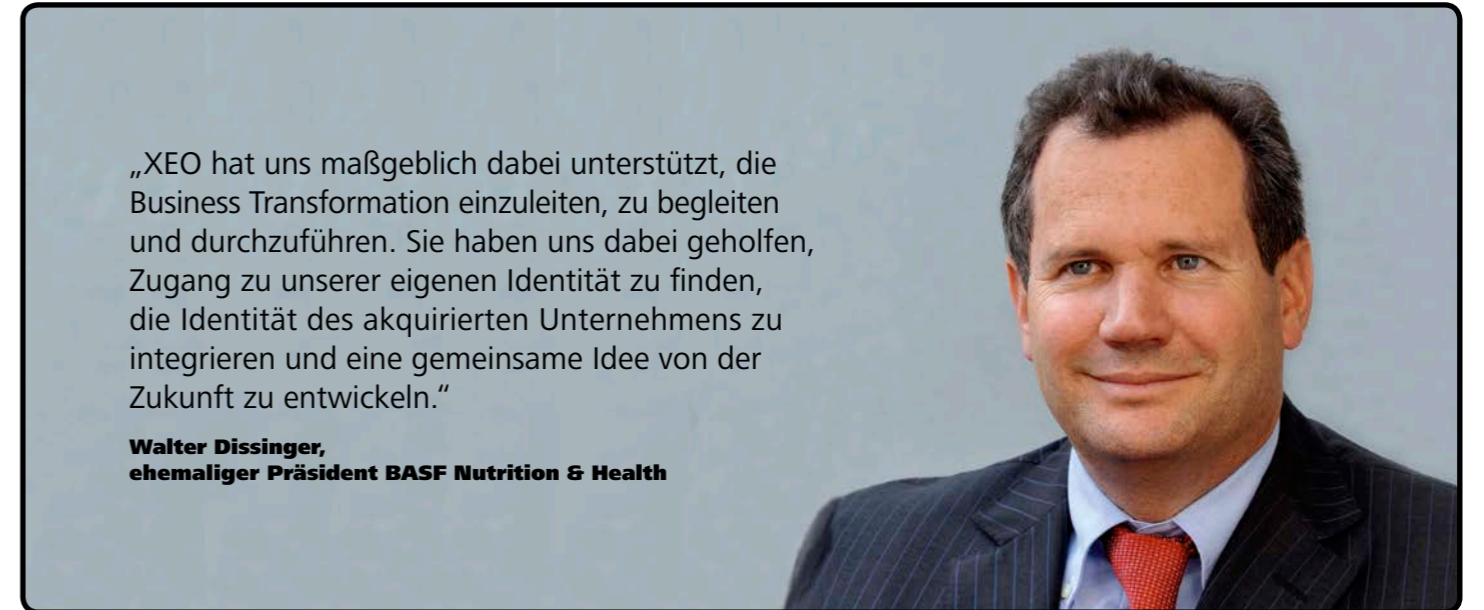 „XEO hat uns maßgeblich dabei unterstützt, die
Business Transformation einzuleiten, zu begleiten
und durchzuführen. Sie haben uns dabei geholfen,
Zugang zu unserer eigenen Identität zu finden,
die Identität des akquirierten Unternehmens zu
integrieren und eine gemeinsame Idee von der
Zukunft zu entwickeln.“
Walter Dissinger,
ehemaliger Präsident BASF Nutrition & Health